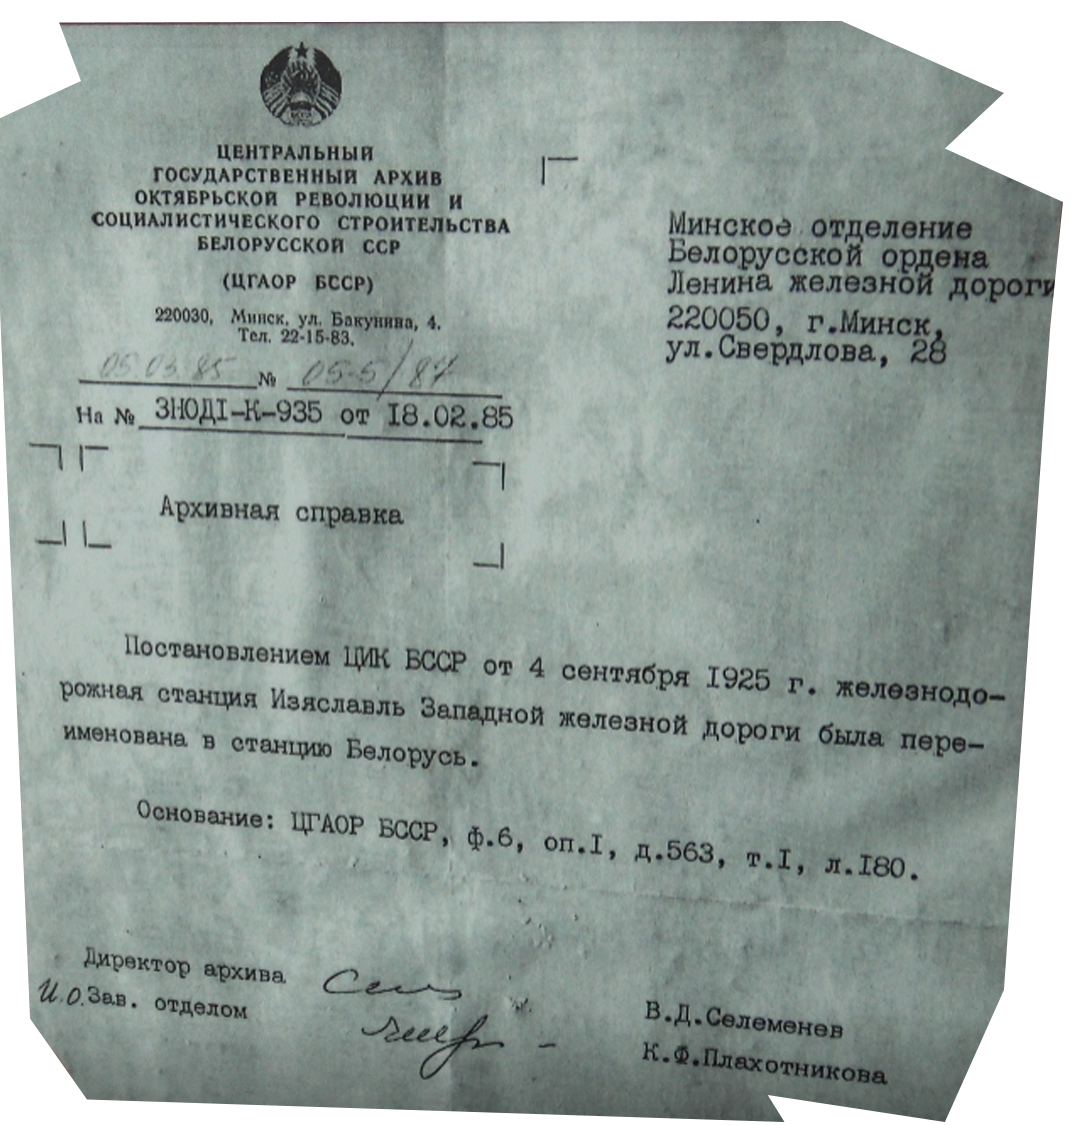 ЦЕНТРАЛЬНЫЙ
ГОСУДАРСТВЕННЫЙ АРХИВ
ОКТЯБРЬСКОЙ РЕВОЛЮЦИИ И
СОЦИАЛИСТИЧЕСКОГО СТРОИТЕЛЬСТВА
БЕЛОРУССКОЙ ССР
(ЦГАОР БССР)
220030, Минск, ул. Бакунина, 4.
Тел. 22-15-83.
05.03.85 № 05-5/87
На № ЗНОДI-К-935 от I8.02.85
Минское отделение
Белорусской ордена
Ленина железной дороги
220050, г.Минск,
ул.Свердлова, 28
Архивная справка
Постановлением ЦИК БССР от 4 сентября I925 г. железнодо-
рожная станция Изяславль Западной железной дороги была пере-
именована в станцию Белорусь.
Основание: ЦГАОР БССР, ф.6, оп.I, д.563, т.I, л.I80.
Директор архива
В.Д.Селеменев
И.О.Зав. отделом
К.Ф.Плахотникова